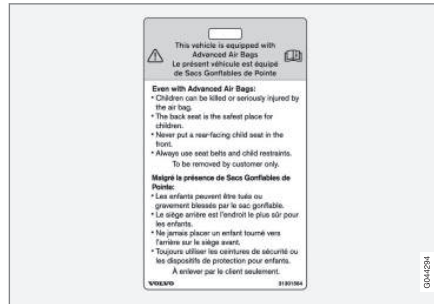 This vehicle is equipped with
Advanced Air Bags
Le présent véhicule est équipé
de Sacs Gonflables de Pointe
Even with Advanced Air Bags:
• Children can be killed or seriously injured by
the air bag.
• The back seat is the safest place for
children.
• Never put a rear-facing child seat in the
front.
• Always use seat belts and child restraints.
To be removed by customer only.
Malgré la présence de Sacs Gonflables de
Pointe:
• Les enfants peuvent être tués ou
gravement blessés par le sac gonflable.
• Le siège arrière est l'endroit le plus sûr pour
les enfants.
• Ne jamais placer un enfant tourné vers
l'arrière sur le siège avant.
• Toujours utiliser les ceintures de sécurité ou
les dispositifs de protection pour enfants.
À enlever par le client seulement.
VOLVO 31301564
G044294